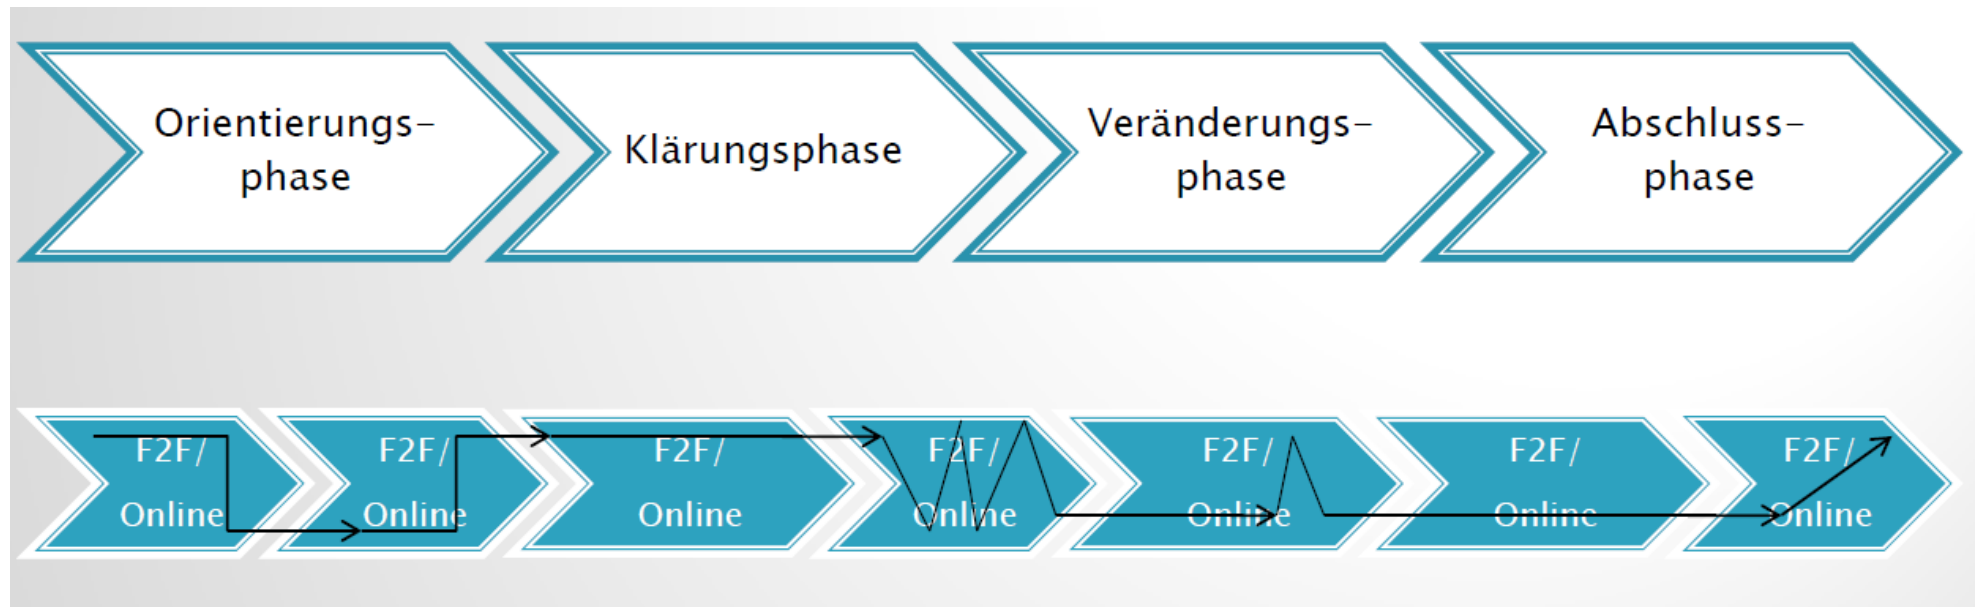 Orientierungs-
phase
Klärungsphase
Veränderungs-
phase
Abschluss-
phase
F2F/
Online
F2F/
Online
F2F/
Online
F2F/
Online
F2F/
Online
F2F/
Online
F2F/
Online